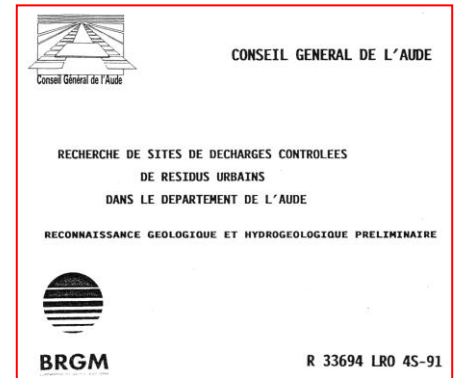 CONSEIL GENERAL DE L'AUDE
Conseil Général de l'Aude
RECHERCHE DE SITES DE DECHARGES CONTROLEES
DE RESIDUS URBAINS
DANS LE DEPARTEMENT DE L'AUDE
RECONNAISSANCE GEOLOGIQUE ET HYDROGEOLOGIQUE PRELIMINAIRE
BRGM
R 33694 LRO 4S-91